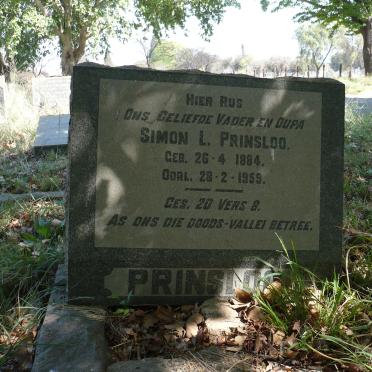 Hier Rus
Ons Geliefde Vader en Oupa
Simon L. Prinsloo.
Geb. 26-4 1884.
Oorl. 28-2-1959.
Ges. 20 Vers 8.
As ons die doods-vallei betree.
PRINSLOO